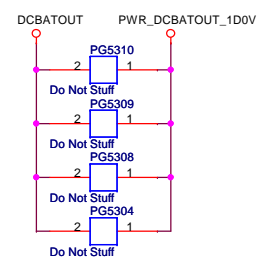 DCBATOUT PWR_DCBATOUT_1D0V
PG5310
2 1
Do Not Stuff
PG5309
2 1
Do Not Stuff
PG5308
2 1
Do Not Stuff
PG5304
2 1
Do Not Stuff